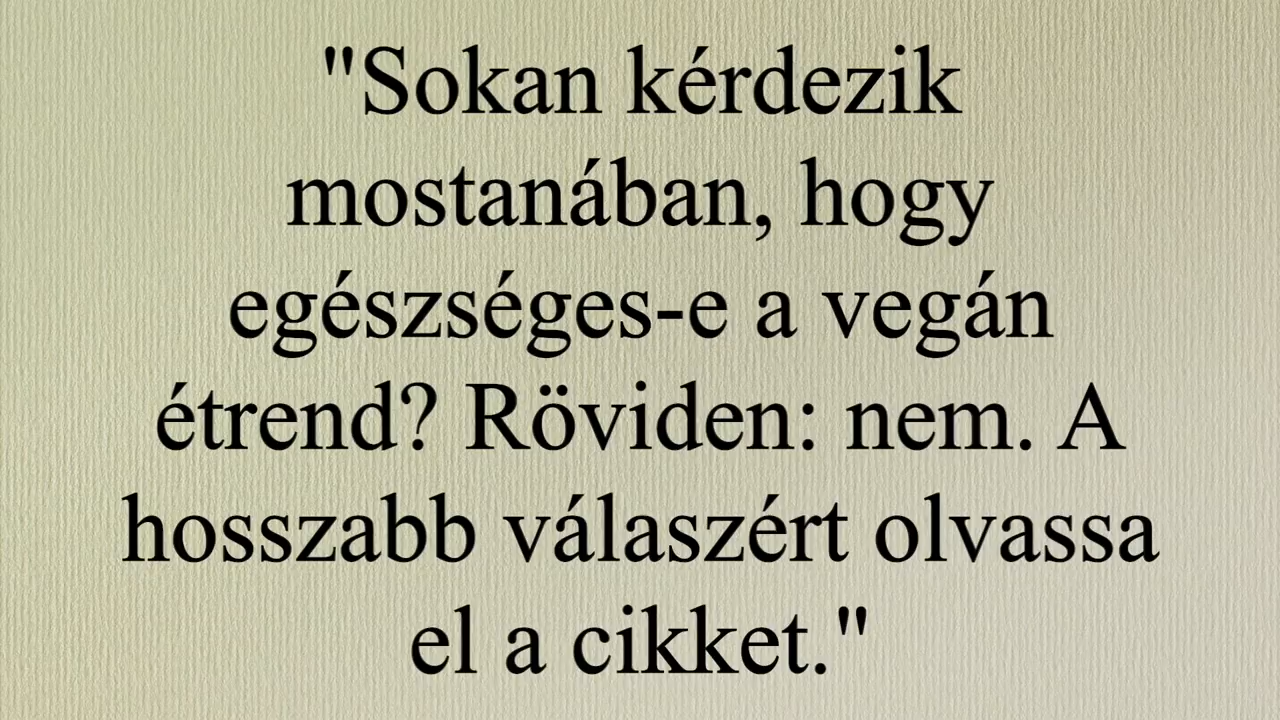 "Sokan kérdezik
mostanában, hogy
egészséges-e a vegán
étrend? Röviden: nem. A
hosszabb válaszért olvassa
el a cikket."